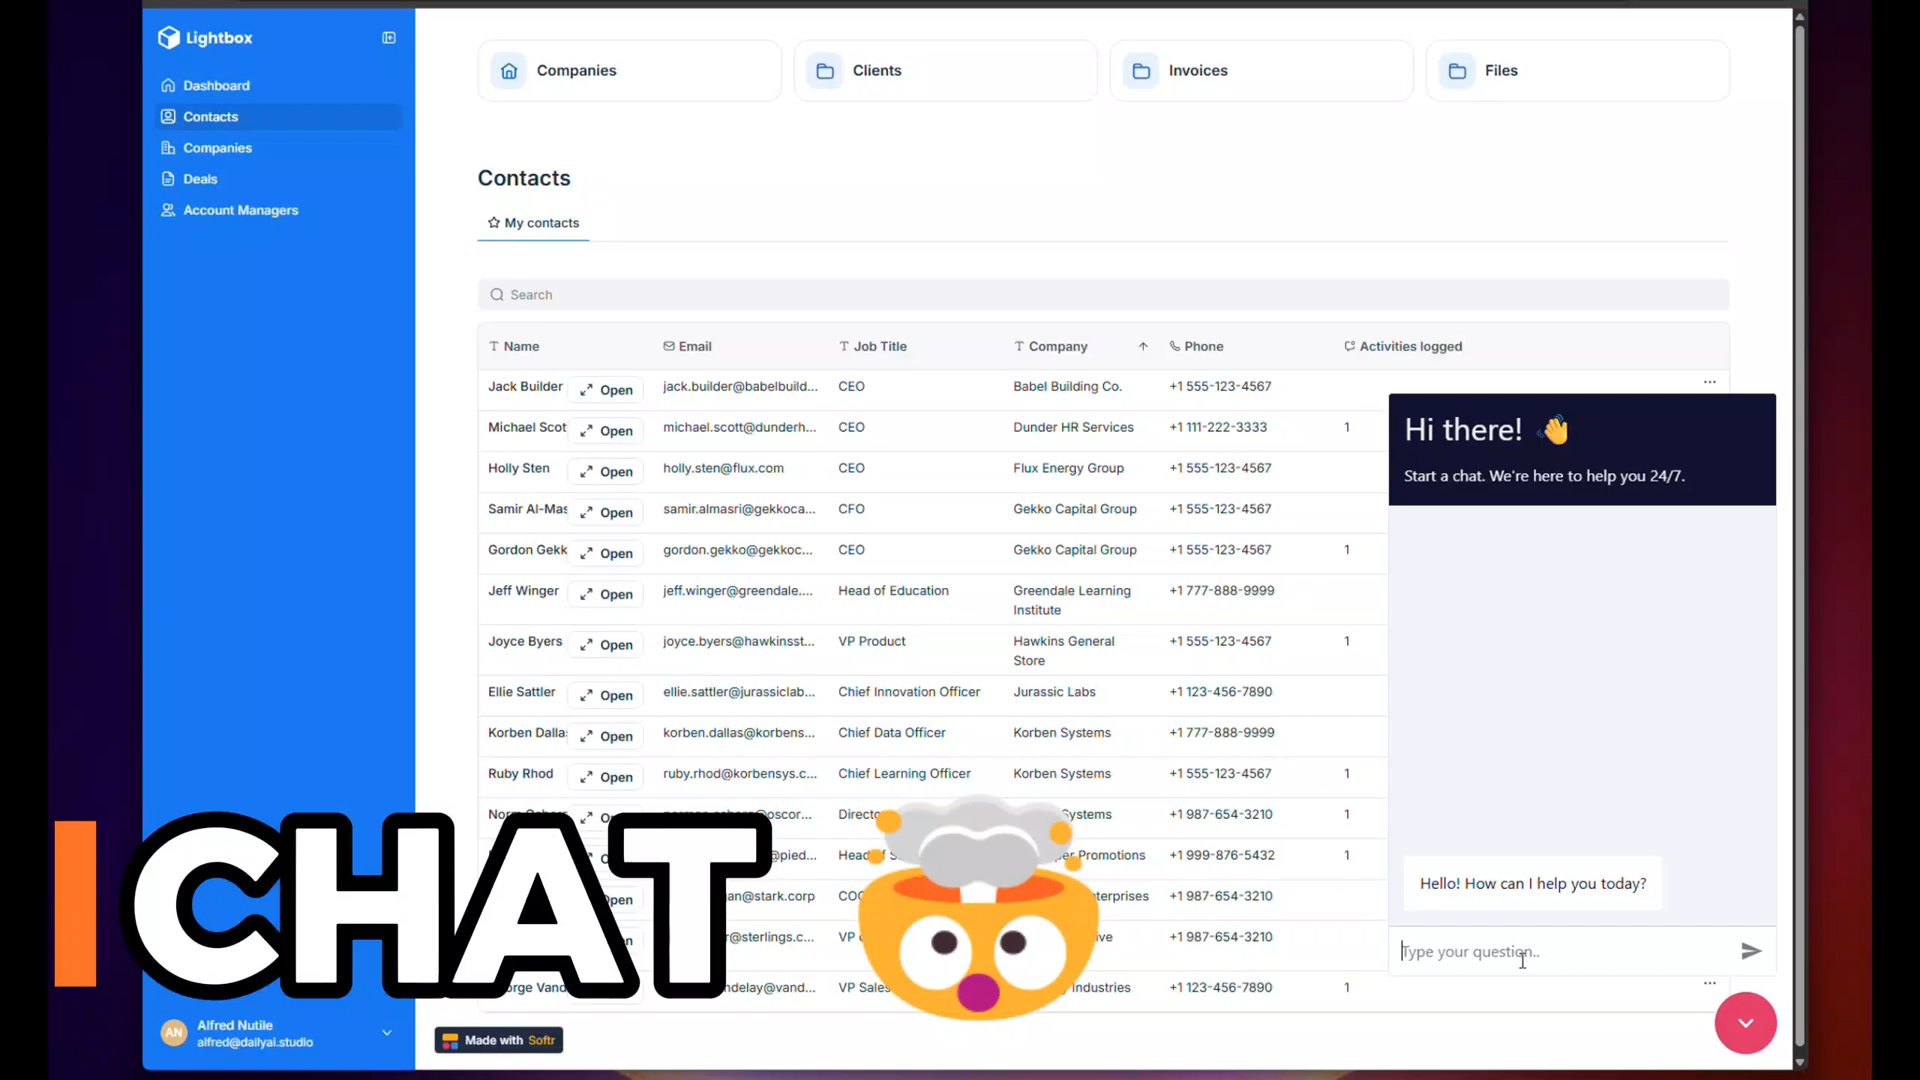 Lightbox
Dashboard
Contacts
Companies
Deals
Account Managers
Companies
Clients
Invoices
Files
Contacts
My contacts
Search
Name Email Job Title Company Phone Activities logged
Jack Builder Open jack.builder@babelbuild... CEO Babel Building Co. +1 555-123-4567
Michael Scot Open michael.scott@dunderh... CEO Dunder HR Services +1 111-222-3333 1
Holly Sten Open holly.sten@flux.com CEO Flux Energy Group +1 555-123-4567
Samir Al-Mas Open samir.almasri@gekkoca... CFO Gekko Capital Group +1 555-123-4567
Gordon Gekk Open gordon.gekko@gekkoc... CEO Gekko Capital Group +1 555-123-4567 1
Jeff Winger Open jeff.winger@greendale.... Head of Education Greendale Learning Institute +1 777-888-9999
Joyce Byers Open joyce.byers@hawkinsst... VP Product Hawkins General Store +1 555-123-4567 1
Ellie Sattler Open ellie.sattler@jurassiclab... Chief Innovation Officer Jurassic Labs +1 123-456-7890
Korben Dalla Open korben.dallas@korbens... Chief Data Officer Korben Systems +1 777-888-9999
Ruby Rhod Open ruby.rhod@korbensys.c... Chief Learning Officer Korben Systems +1 555-123-4567 1
+1 987-654-3210 1
@pied... Promotions +1 999-876-5432 1
@stark.corp +1 987-654-3210
@sterlings.c... VP +1 987-654-3210
VP Sales Industries +1 123-456-7890 1
Hi there! 👋
Start a chat. We're here to help you 24/7.
Hello! How can I help you today?
Type your question..
I CHAT
AN
Alfred Nutile
alfred@dailyai.studio
Made with Softr